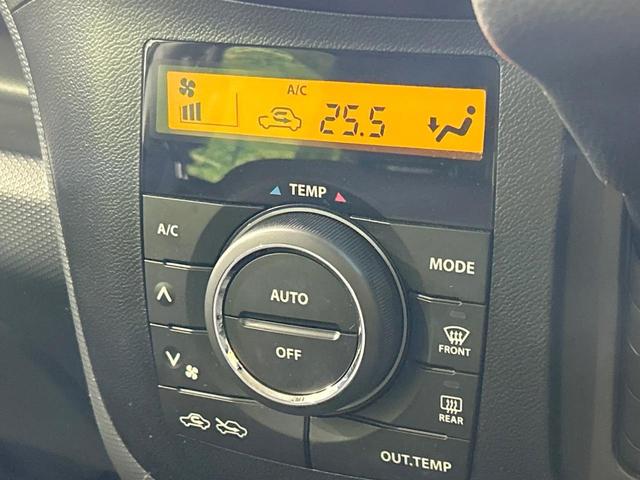 A/C
25.5
TEMP
A/C
MODE
AUTO
OFF
FRONT
REAR
OUT.TEMP